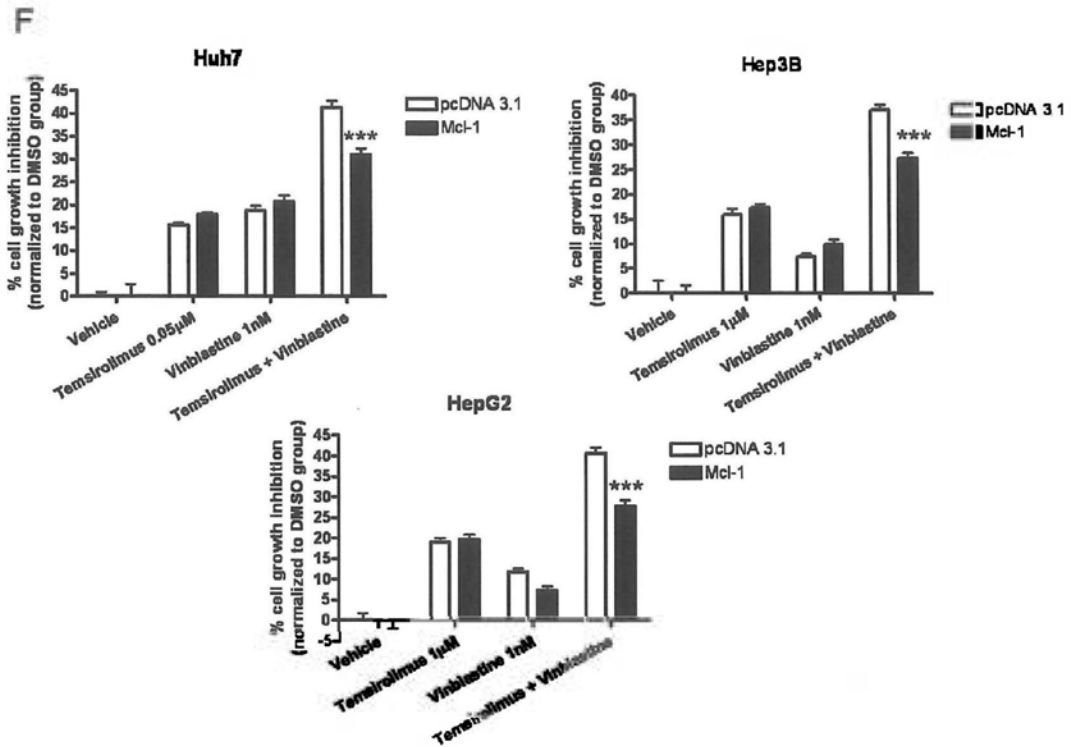 F
Huh7
% cell growth inhibition
(normalized to DMSO group)
45
40
35
30
25
20
15
10
5
0
pcDNA 3.1
Mcl-1
***
Vehicle
Temsirolimus 0.05µM
Vinblastine 1nM
Temsirolimus + Vinblastine
Hep3B
% cell growth inhibition
(normalized to DMSO group)
40
35
30
25
20
15
10
5
0
pcDNA 3.1
Mcl-1
***
Vehicle
Temsirolimus 1µM
Vinblastine 1nM
Temsirolimus + Vinblastine
HepG2
% cell growth inhibition
(normalized to DMSO group)
45
40
35
30
25
20
15
10
5
0
-5
pcDNA 3.1
Mcl-1
***
Vehicle
Temsirolimus 1µM
Vinblastine 1nM
Temsirolimus + Vinblastine